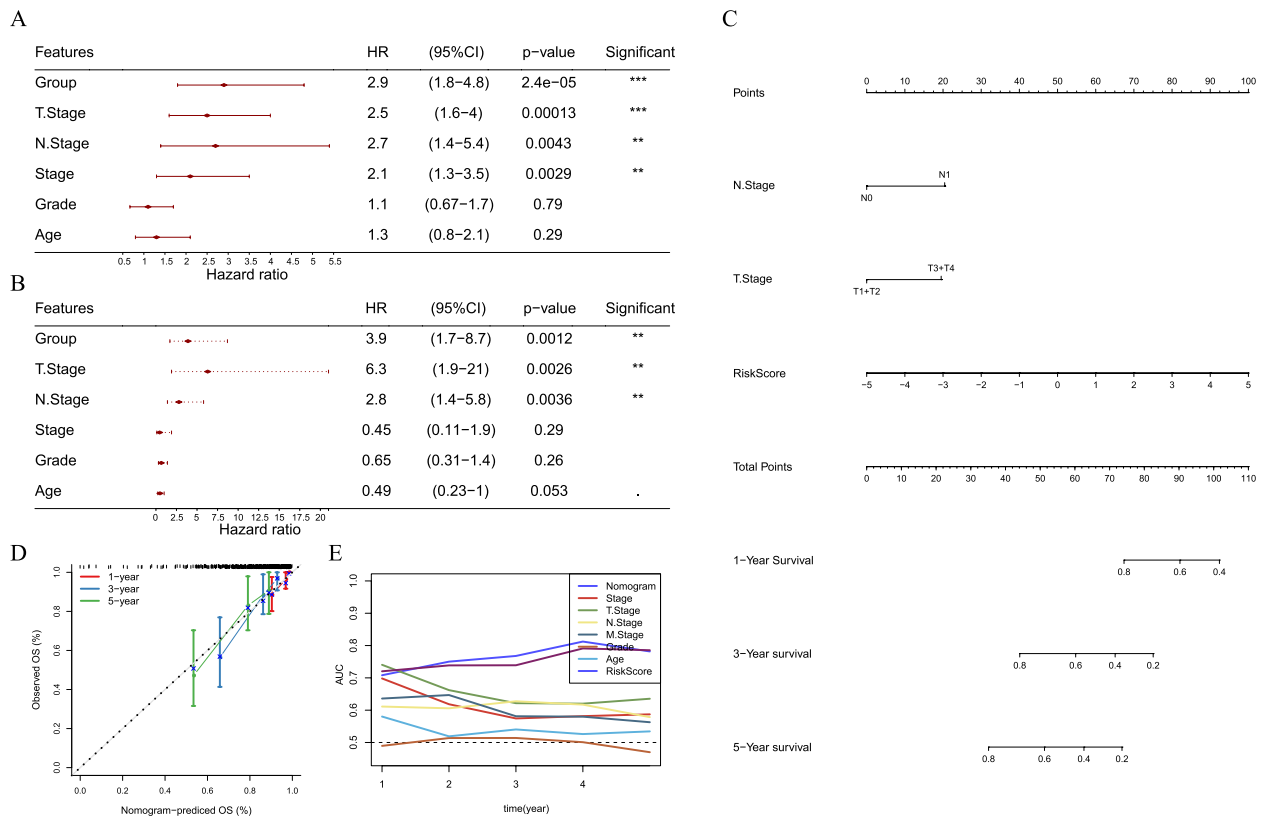 A
Features HR (95%CI) p−value Significant
Group 2.9 (1.8−4.8) 2.4e−05 ***
T.Stage 2.5 (1.6−4) 0.00013 ***
N.Stage 2.7 (1.4−5.4) 0.0043 **
Stage 2.1 (1.3−3.5) 0.0029 **
Grade 1.1 (0.67−1.7) 0.79
Age 1.3 (0.8−2.1) 0.29
0.5 1 1.5 2 2.5 3 3.5 4 4.5 5 5.5
Hazard ratio
B
Features HR (95%CI) p−value Significant
Group 3.9 (1.7−8.7) 0.0012 **
T.Stage 6.3 (1.9−21) 0.0026 **
N.Stage 2.8 (1.4−5.8) 0.0036 **
Stage 0.45 (0.11−1.9) 0.29
Grade 0.65 (0.31−1.4) 0.26
Age 0.49 (0.23−1) 0.053 .
0 2.5 5 7.5 10 12.5 15 17.5 20
Hazard ratio
C
0 10 20 30 40 50 60 70 80 90 100
Points
N1
N.Stage
N0
T3+T4
T.Stage
T1+T2
RiskScore
−5 −4 −3 −2 −1 0 1 2 3 4 5
Total Points
0 10 20 30 40 50 60 70 80 90 100 110
1−Year Survival
0.8 0.6 0.4
3−Year survival
0.8 0.6 0.4 0.2
5−Year survival
0.8 0.6 0.4 0.2
D
1−year
3−year
5−year
1.0
0.8
0.6
0.4
0.2
0.0
Observed OS (%)
0.0 0.2 0.4 0.6 0.8 1.0
Nomogram−prediced OS (%)
E
Nomogram
Stage
T.Stage
N.Stage
M.Stage
Grade
Age
RiskScore
1.0
0.9
0.8
0.7
0.6
0.5
AUC
1 2 3 4
time(year)